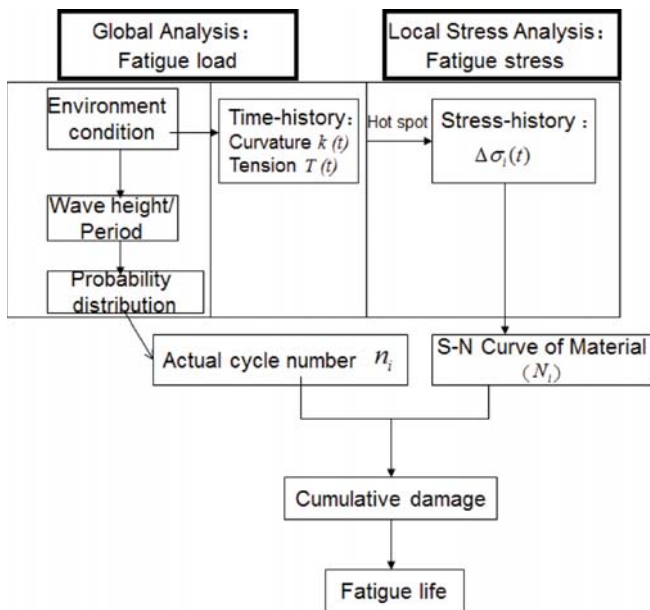 Global Analysis：
Fatigue load
Local Stress Analysis：
Fatigue stress
Environment
condition
Time-history：
Curvature k (t)
Tension T (t)
Hot spot
Stress-history：
Δσᵢ(t)
Wave height/
Period
Probability
distribution
Actual cycle number nᵢ
S-N Curve of Material
(Nᵢ)
Cumulative damage
Fatigue life